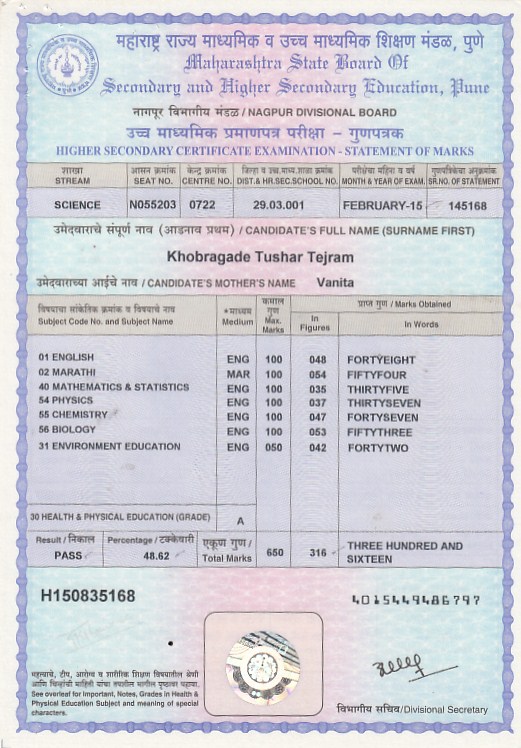 महाराष्ट्र राज्य माध्यमिक व उच्च माध्यमिक शिक्षण मंडळ, पुणे
Maharashtra State Board Of
Secondary and Higher Secondary Education, Pune
नागपूर विभागीय मंडळ / NAGPUR DIVISIONAL BOARD
उच्च माध्यमिक प्रमाणपत्र परीक्षा - गुणपत्रक
HIGHER SECONDARY CERTIFICATE EXAMINATION - STATEMENT OF MARKS
शाखा आसन क्रमांक केन्द्र क्रमांक जिल्हा व उच्च.माध्य.शाळा क्रमांक परीक्षेचा महिना व वर्ष गुणपत्रिकेचा अनुक्रमांक
STREAM SEAT NO. CENTRE NO. DIST.& HR.SEC.SCHOOL NO. MONTH & YEAR OF EXAM. SR.NO. OF STATEMENT
SCIENCE N055203 0722 29.03.001 FEBRUARY-15 145168
उमेदवाराचे संपूर्ण नाव (आडनाव प्रथम) / CANDIDATE'S FULL NAME (SURNAME FIRST)
Khobragade Tushar Tejram
उमेदवाराच्या आईचे नाव / CANDIDATE'S MOTHER'S NAME Vanita
विषयाचा सांकेतिक क्रमांक व विषयाचे नाव माध्यम कमाल गुण प्राप्त गुण / Marks Obtained
Subject Code No. and Subject Name Medium Max. Marks In Figures In Words
01 ENGLISH ENG 100 048 FORTYEIGHT
02 MARATHI MAR 100 054 FIFTYFOUR
40 MATHEMATICS & STATISTICS ENG 100 035 THIRTYFIVE
54 PHYSICS ENG 100 037 THIRTYSEVEN
55 CHEMISTRY ENG 100 047 FORTYSEVEN
56 BIOLOGY ENG 100 053 FIFTYTHREE
31 ENVIRONMENT EDUCATION ENG 050 042 FORTYTWO
30 HEALTH & PHYSICAL EDUCATION (GRADE) A
Result / निकाल Percentage / टक्केवारी एकूण गुण / Total Marks 650 316 THREE HUNDRED AND
PASS 48.62 SIXTEEN
H150835168 4015449486797
महत्वाचे, टीप, आरोग्य व शारीरिक शिक्षण विषयातील श्रेणी
आणि चिन्हांची माहिती यांचा तपशील मागील पृष्ठावर पहावा.
See overleaf for Important, Notes, Grades in Health &
Physical Education Subject and meaning of special
characters.
विभागीय सचिव/Divisional Secretary